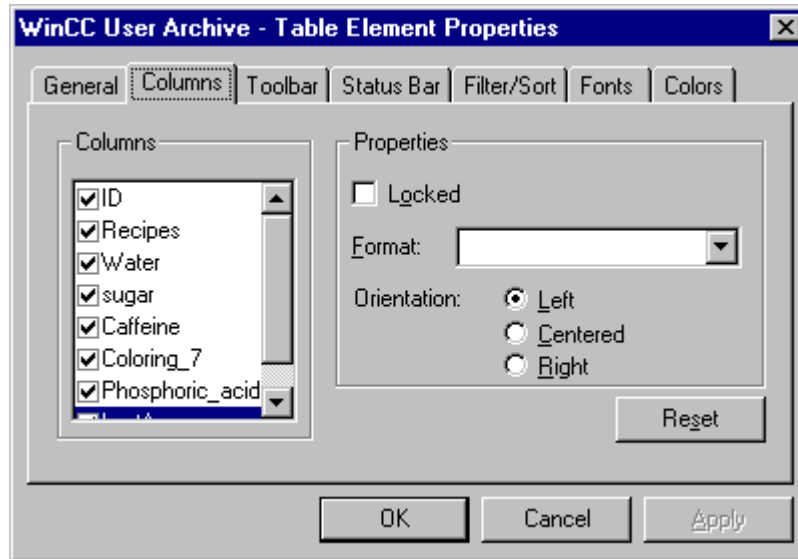 WinCC User Archive - Table Element Properties
General Columns Toolbar Status Bar Filter/Sort Fonts Colors
Columns
ID
Recipes
Water
sugar
Caffeine
Coloring_7
Phosphoric_acid
Properties
Locked
Format:
Orientation:
Left
Centered
Right
Reset
OK Cancel Apply